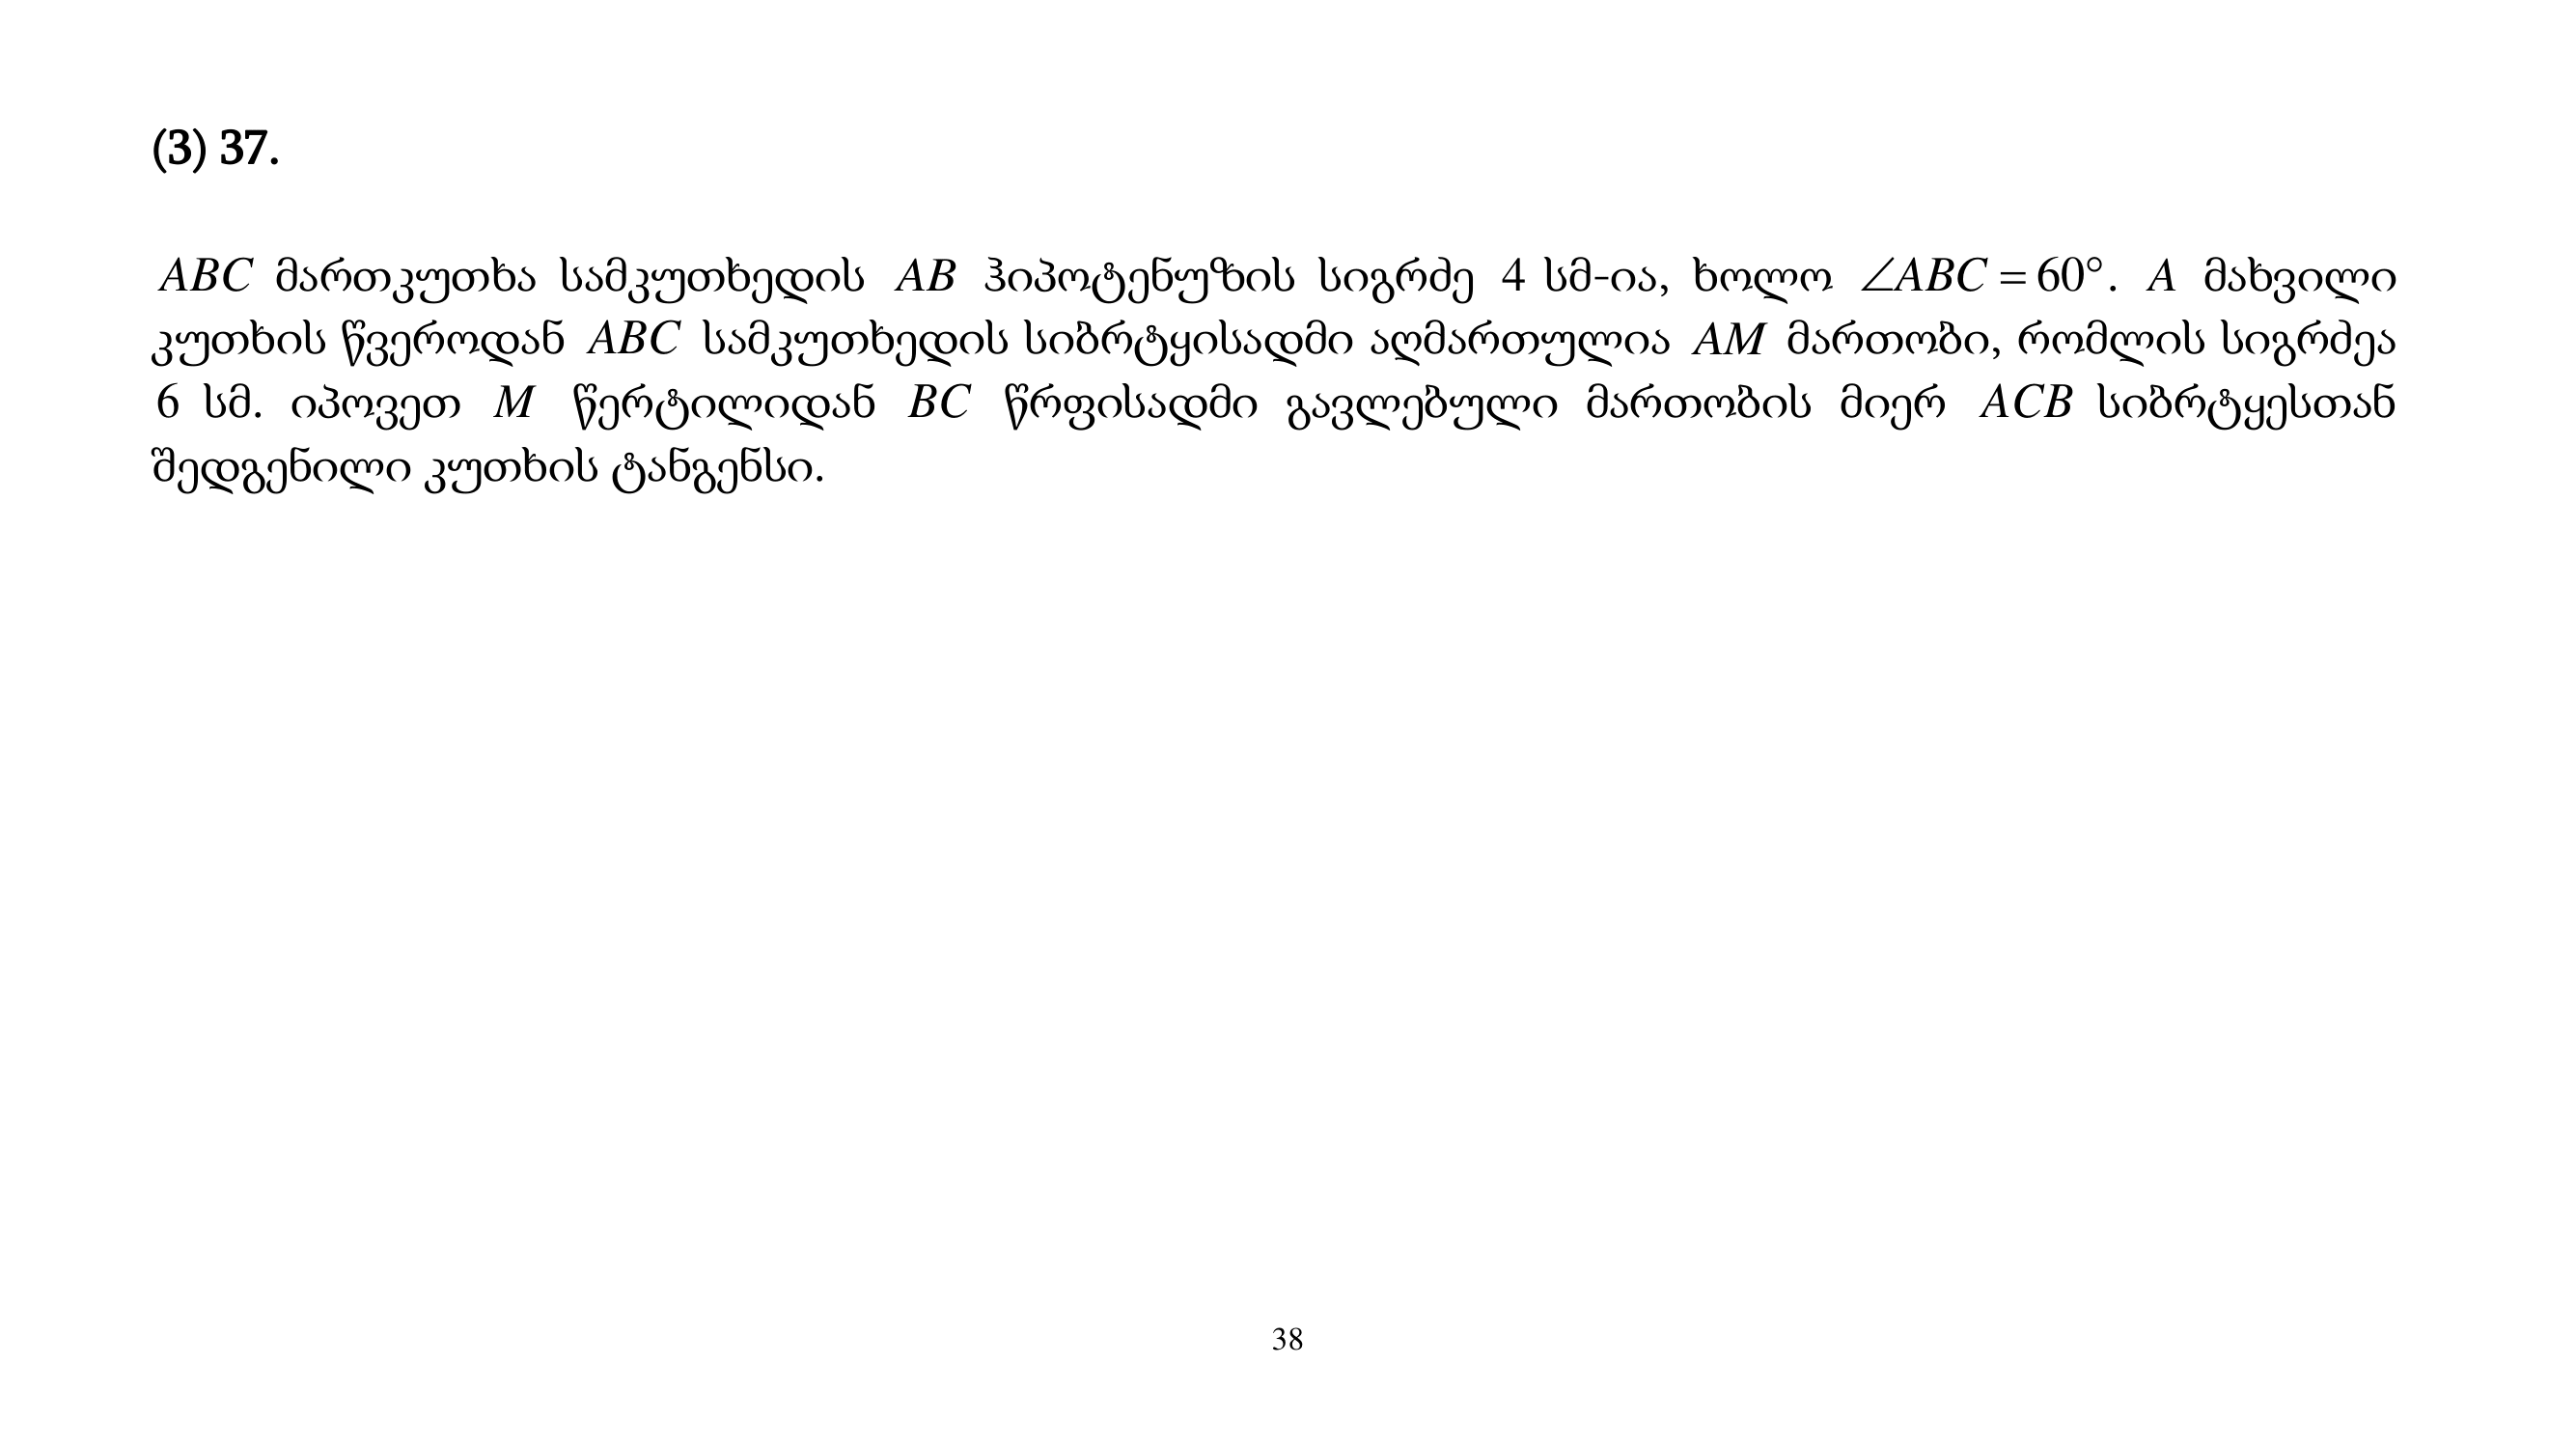 (3) 37.
ABC მართკუთხა სამკუთხედის AB ჰიპოტენუზის სიგრძე 4 სმ-ია, ხოლო ∠ABC = 60°. A მახვილი
კუთხის წვეროდან ABC სამკუთხედის სიბრტყისადმი აღმართულია AM მართობი, რომლის სიგრძეა
6 სმ. იპოვეთ M წერტილიდან BC წრფისადმი გავლებული მართობის მიერ ACB სიბრტყესთან
შედგენილი კუთხის ტანგენსი.
38